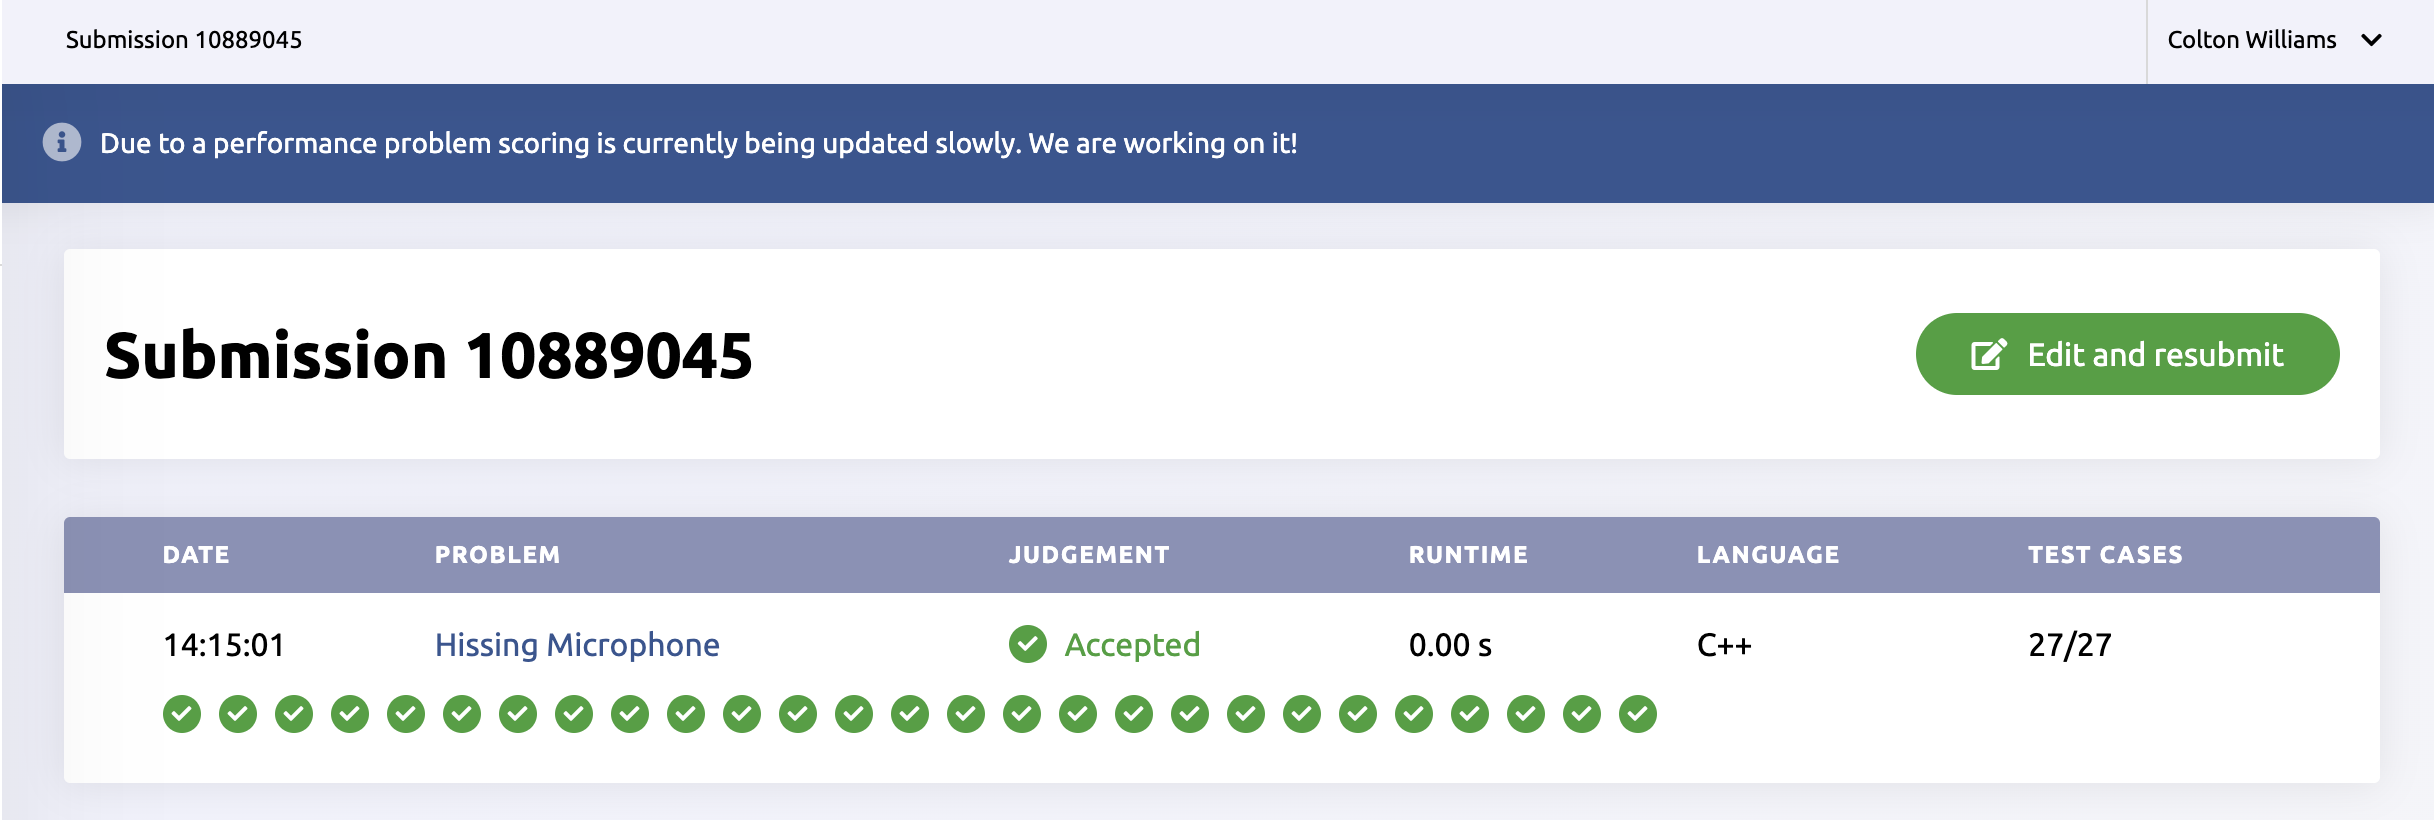 Submission 10889045
Colton Williams
Due to a performance problem scoring is currently being updated slowly. We are working on it!
Submission 10889045
Edit and resubmit
DATE PROBLEM JUDGEMENT RUNTIME LANGUAGE TEST CASES
14:15:01 Hissing Microphone Accepted 0.00 s C++ 27/27